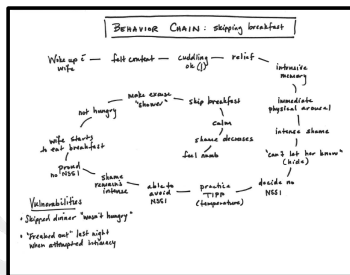 BEHAVIOR CHAIN: skipping breakfast
Woke up c̄ wife
felt content
cuddling ok (J)
relief
intrusive memory
immediate physical arousal
intense shame
"can't let her know" (hide)
decide no NSSI
practice TIPP (temperature)
able to avoid NSSI
shame remains intense
proud no NSSI
wife starts to eat breakfast
not hungry
make excuse "shower"
skip breakfast
calm
shame decreases
feel numb
Vulnerabilities
• Skipped dinner "wasn't hungry"
• "Freaked out" last night
when attempted intimacy